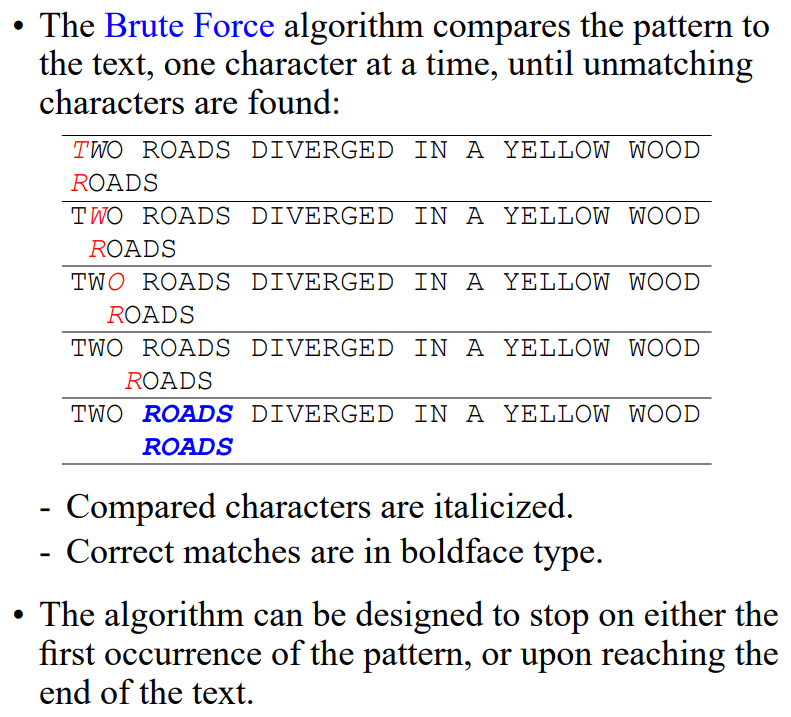 • The Brute Force algorithm compares the pattern to
the text, one character at a time, until unmatching
characters are found:
TWO ROADS DIVERGED IN A YELLOW WOOD
ROADS
TWO ROADS DIVERGED IN A YELLOW WOOD
ROADS
TWO ROADS DIVERGED IN A YELLOW WOOD
ROADS
TWO ROADS DIVERGED IN A YELLOW WOOD
ROADS
TWO ROADS DIVERGED IN A YELLOW WOOD
ROADS
- Compared characters are italicized.
- Correct matches are in boldface type.
• The algorithm can be designed to stop on either the
first occurrence of the pattern, or upon reaching the
end of the text.